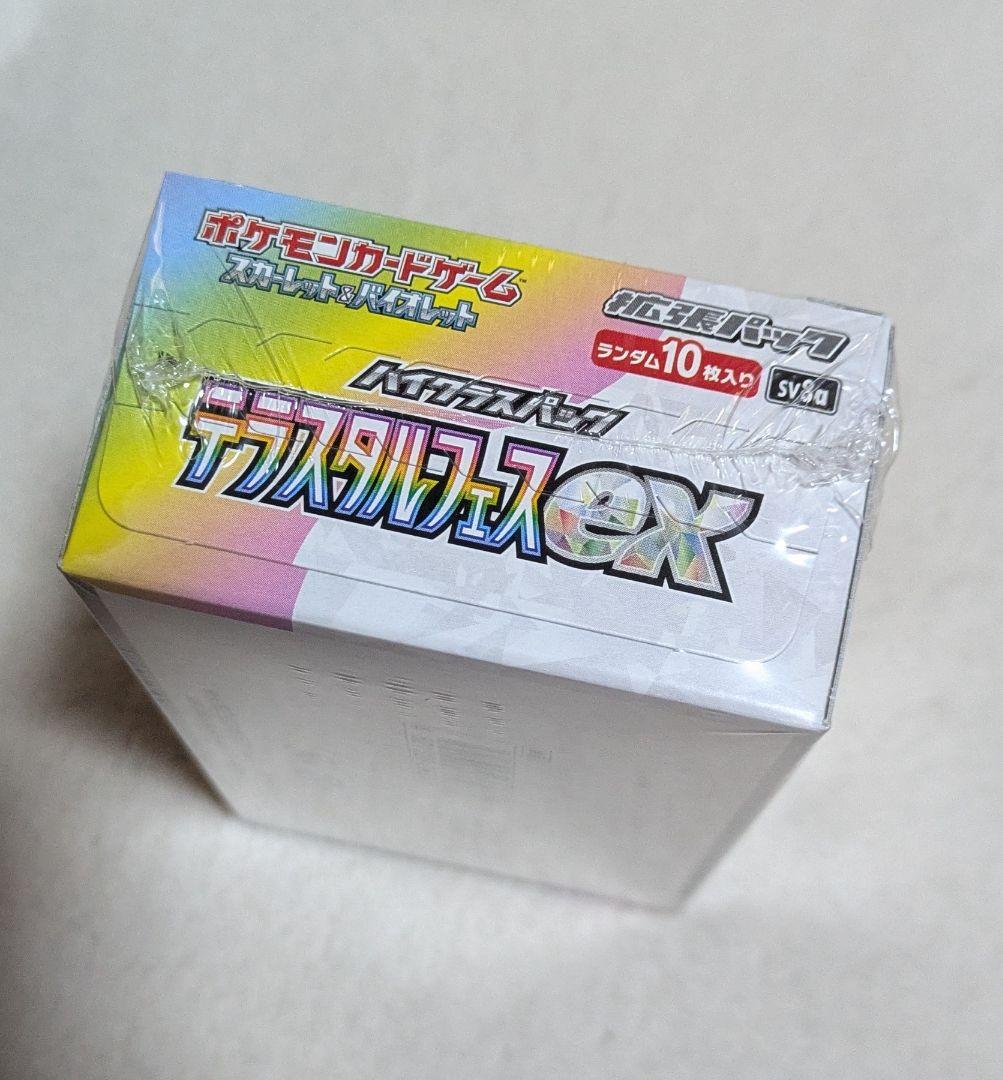 ポケモンカードゲーム™
スカーレット&バイオレット
拡張パック
ランダム10枚入り
sv8a
ハイクラスパック
テラスタルフェスex